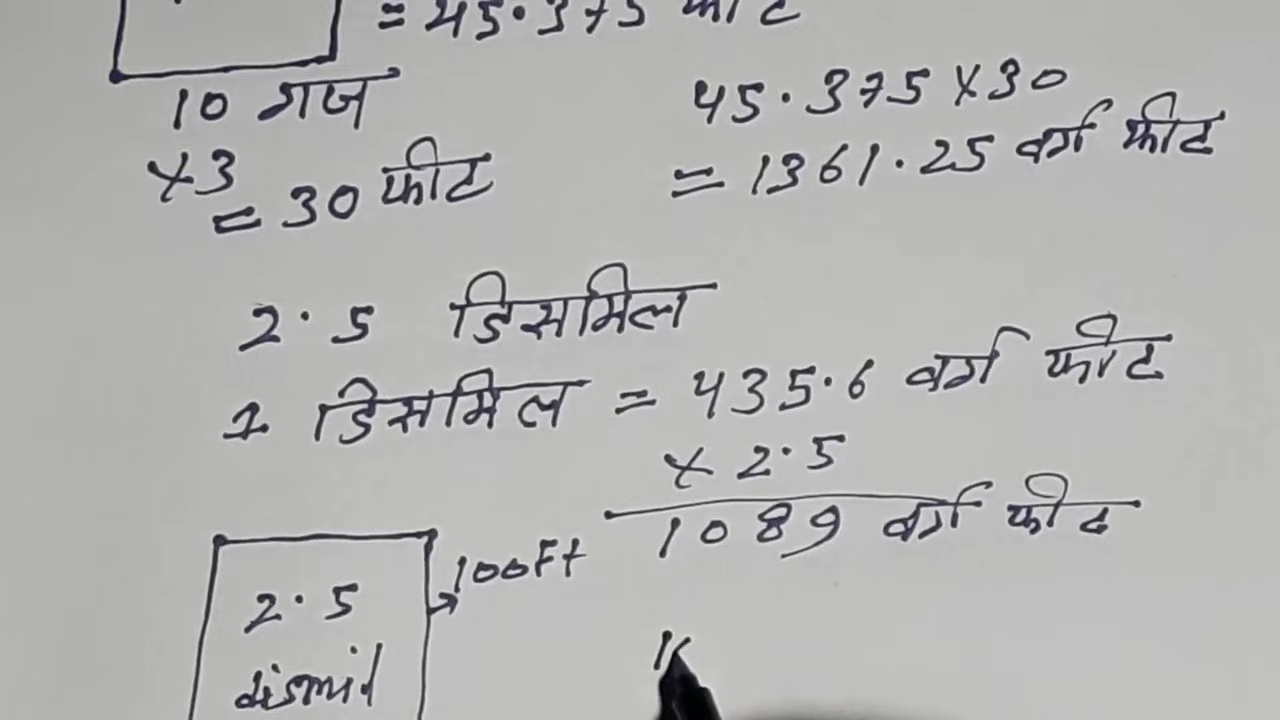 = 45.375 फीट
10 गज
×3
= 30 फीट
45.375 × 30
= 1361.25 वर्ग फीट
2.5 डिसमिल
1 डिसमिल = 435.6 वर्ग फीट
× 2.5
1089 वर्ग फीट
100Ft
2.5
dismil